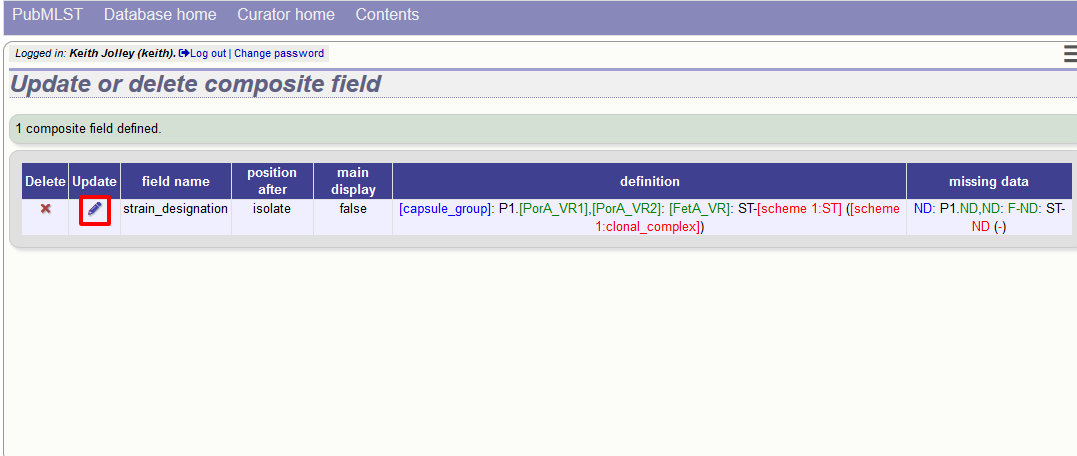 PubMLST Database home Curator home Contents
Logged in: Keith Jolley (keith). Log out | Change password
Update or delete composite field
1 composite field defined.
Delete Update field name position after main display definition missing data
strain_designation isolate false [capsule_group]: P1.[PorA_VR1],[PorA_VR2]: [FetA_VR]: ST-[scheme 1:ST] ([scheme ND: P1.ND,ND: F-ND: ST-
1:clonal_complex]) ND (-)